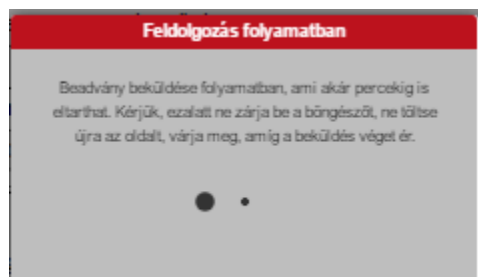 Feldolgozás folyamatban
Beadvány beküldése folyamatban, ami akár percekig is
eltarthat. Kérjük, ezalatt ne zárja be a böngészőt, ne töltse
újra az oldalt, várja meg, amíg a beküldés véget ér.